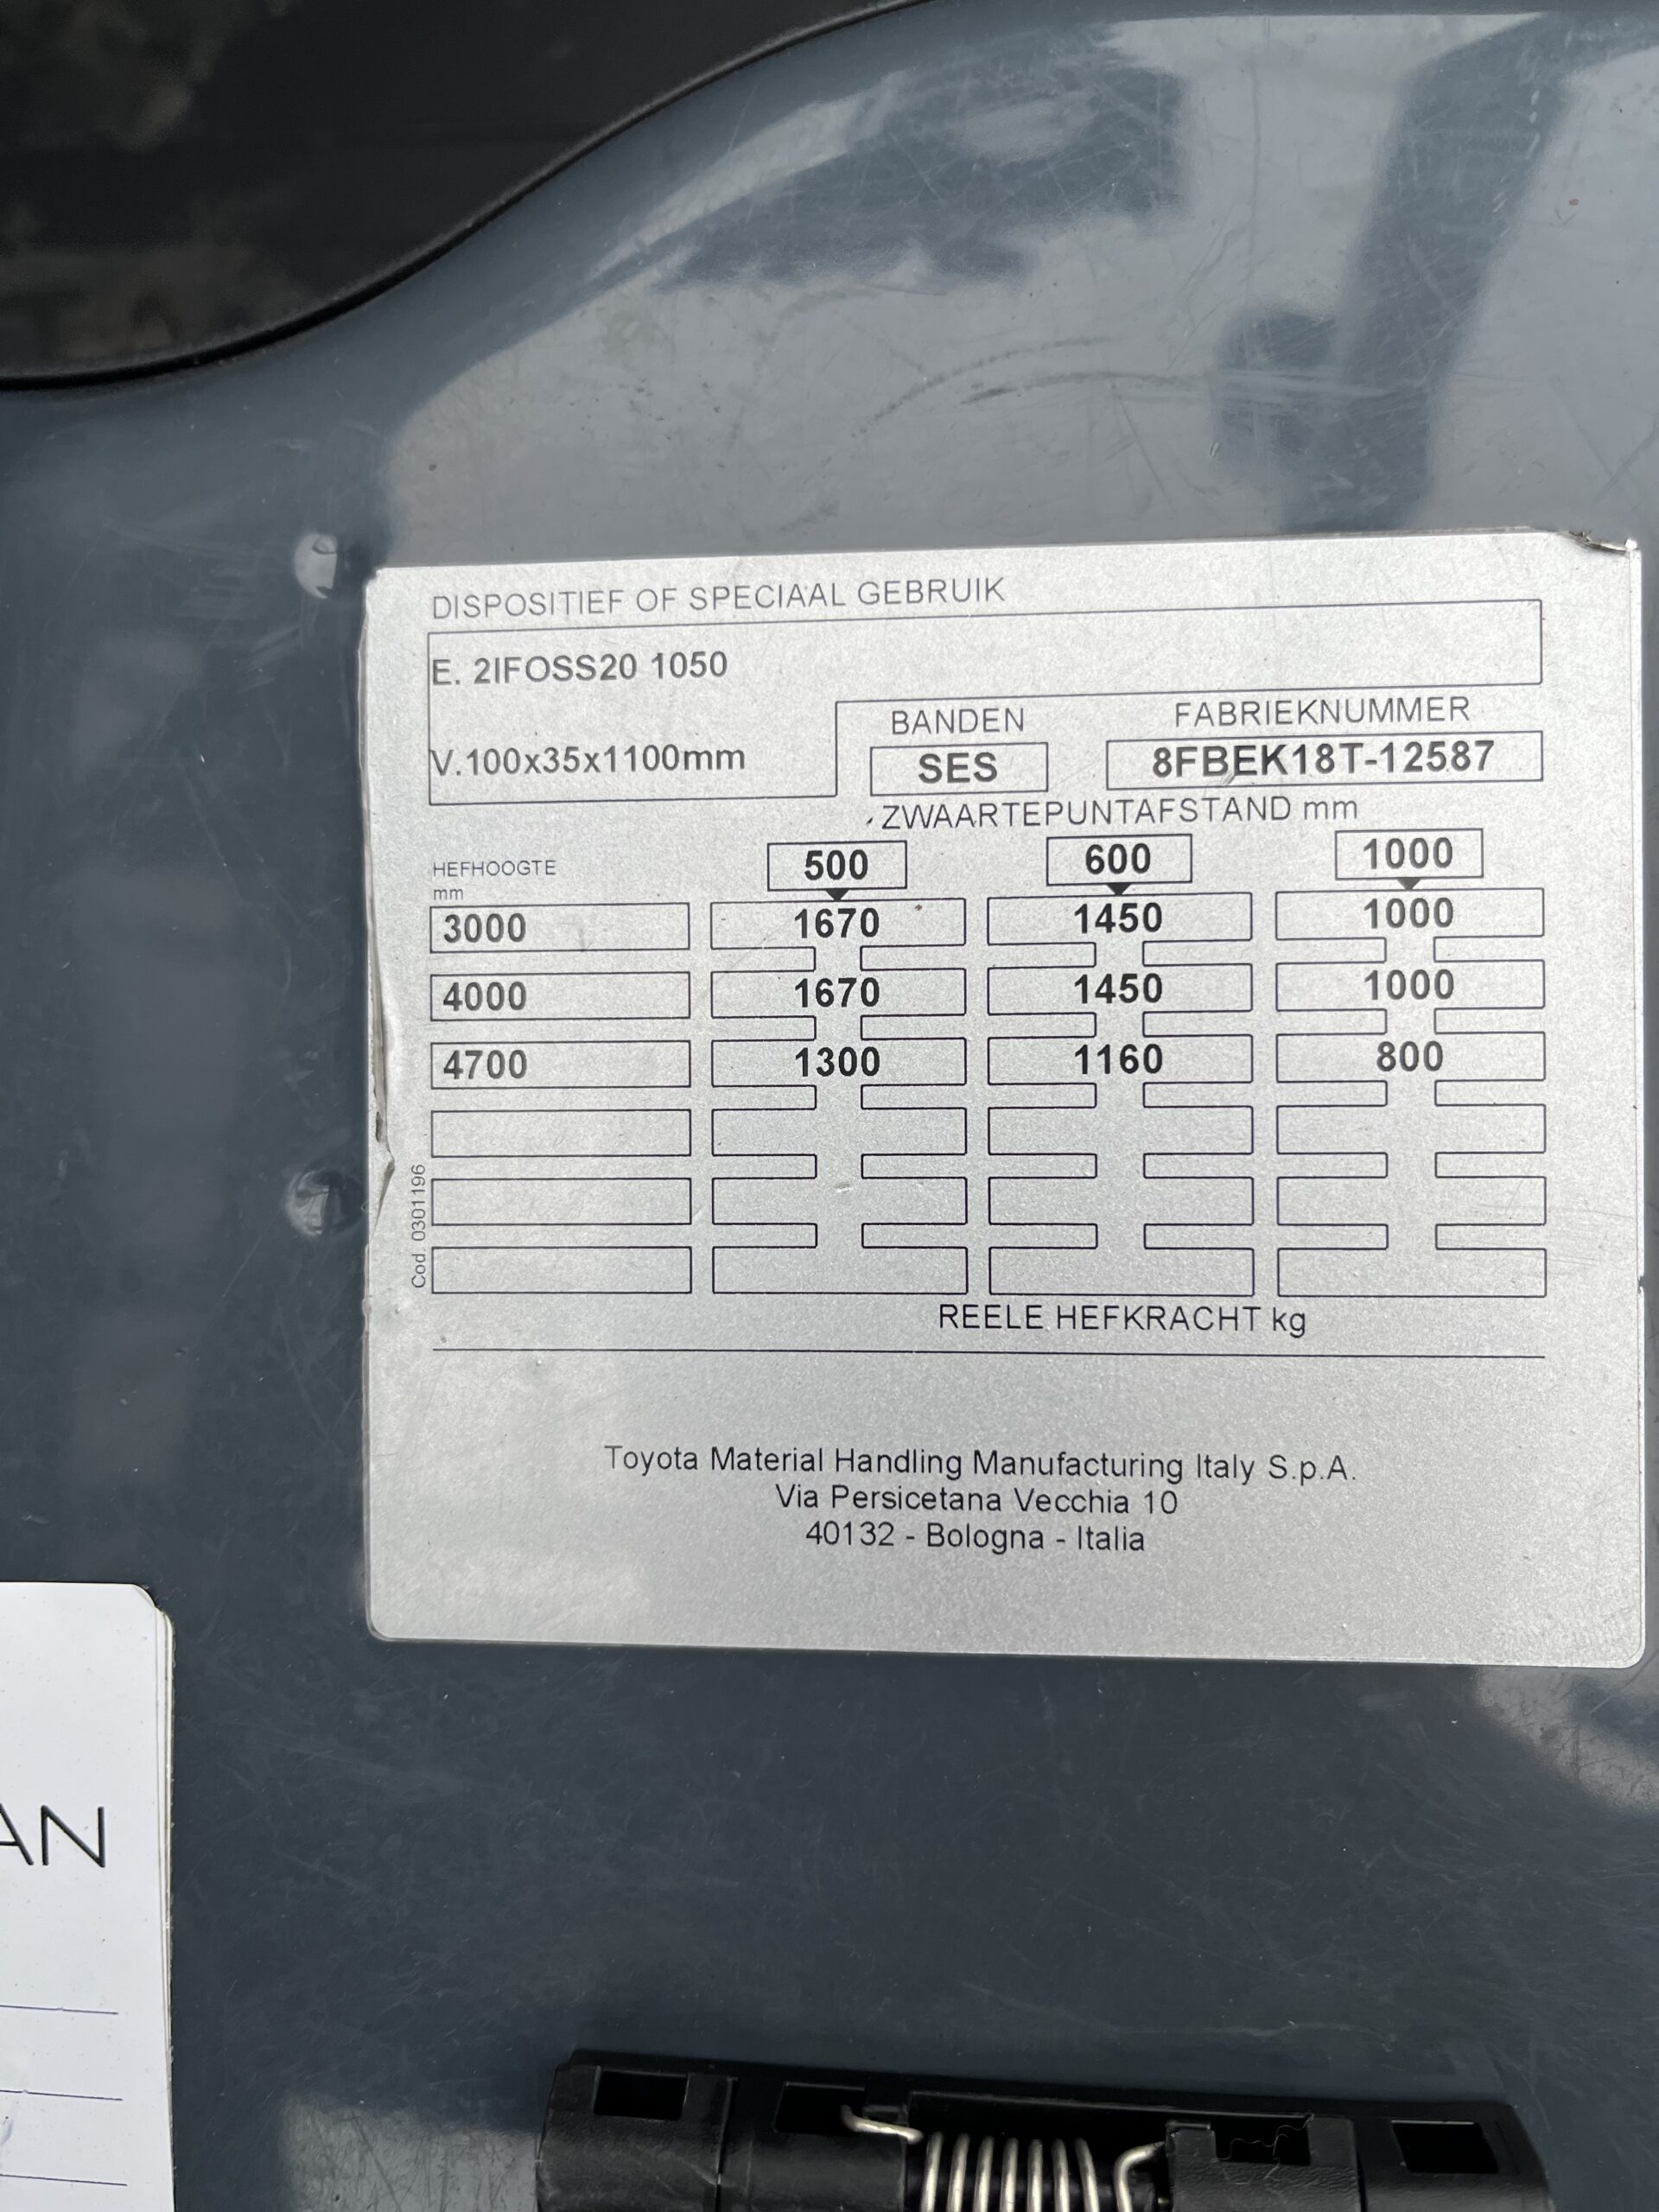 DISPOSITIEF OF SPECIAAL GEBRUIK
E. 2IFOSS20 1050
V.100x35x1100mm
BANDEN
SES
FABRIEKNUMMER
8FBEK18T-12587
ZWAARTEPUNTAFSTAND mm
HEFHOOGTE
mm
500 600 1000
3000 1670 1450 1000
4000 1670 1450 1000
4700 1300 1160 800
Cod 0301196
REELE HEFKRACHT kg
Toyota Material Handling Manufacturing Italy S.p.A.
Via Persicetana Vecchia 10
40132 - Bologna - Italia
AN